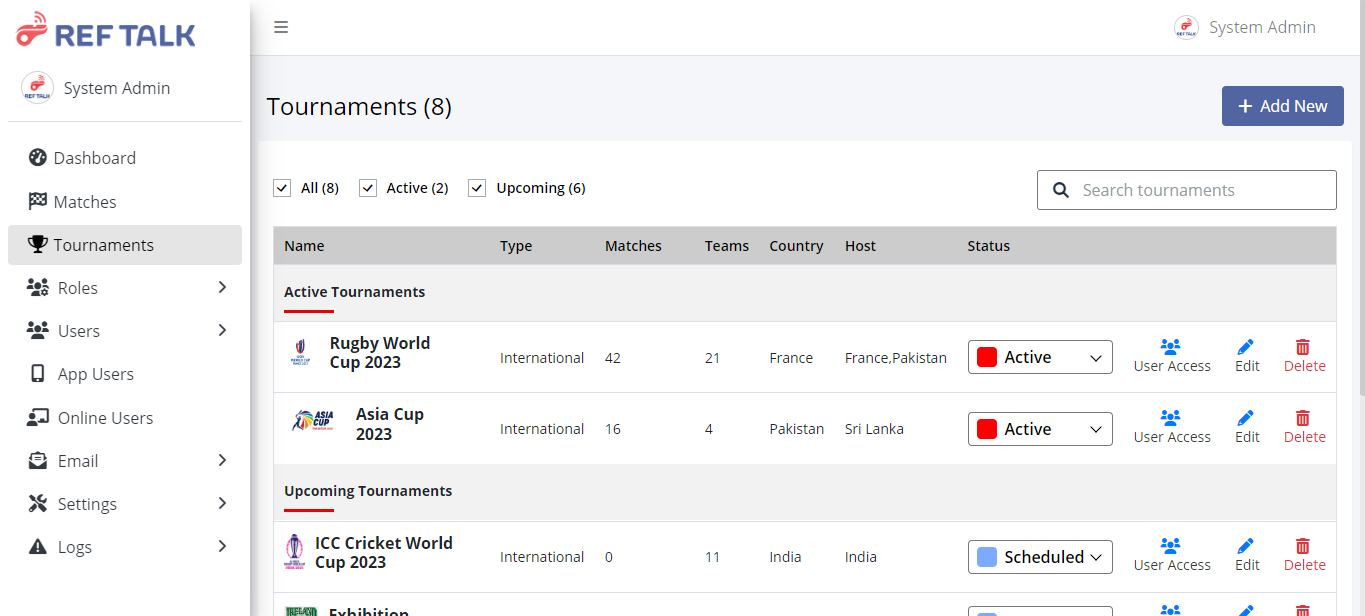 REF TALK
System Admin
Dashboard
Matches
Tournaments
Roles
Users
App Users
Online Users
Email
Settings
Logs
System Admin
Tournaments (8)
+ Add New
All (8) Active (2) Upcoming (6)
Search tournaments
Name Type Matches Teams Country Host Status
Active Tournaments
Rugby World
Cup 2023
International 42 21 France France,Pakistan Active User Access Edit Delete
ASIA
CUP
Asia Cup
2023
International 16 4 Pakistan Sri Lanka Active User Access Edit Delete
Upcoming Tournaments
ICC Cricket World
Cup 2023
International 0 11 India India Scheduled User Access Edit Delete
IRELAND
Exhibition